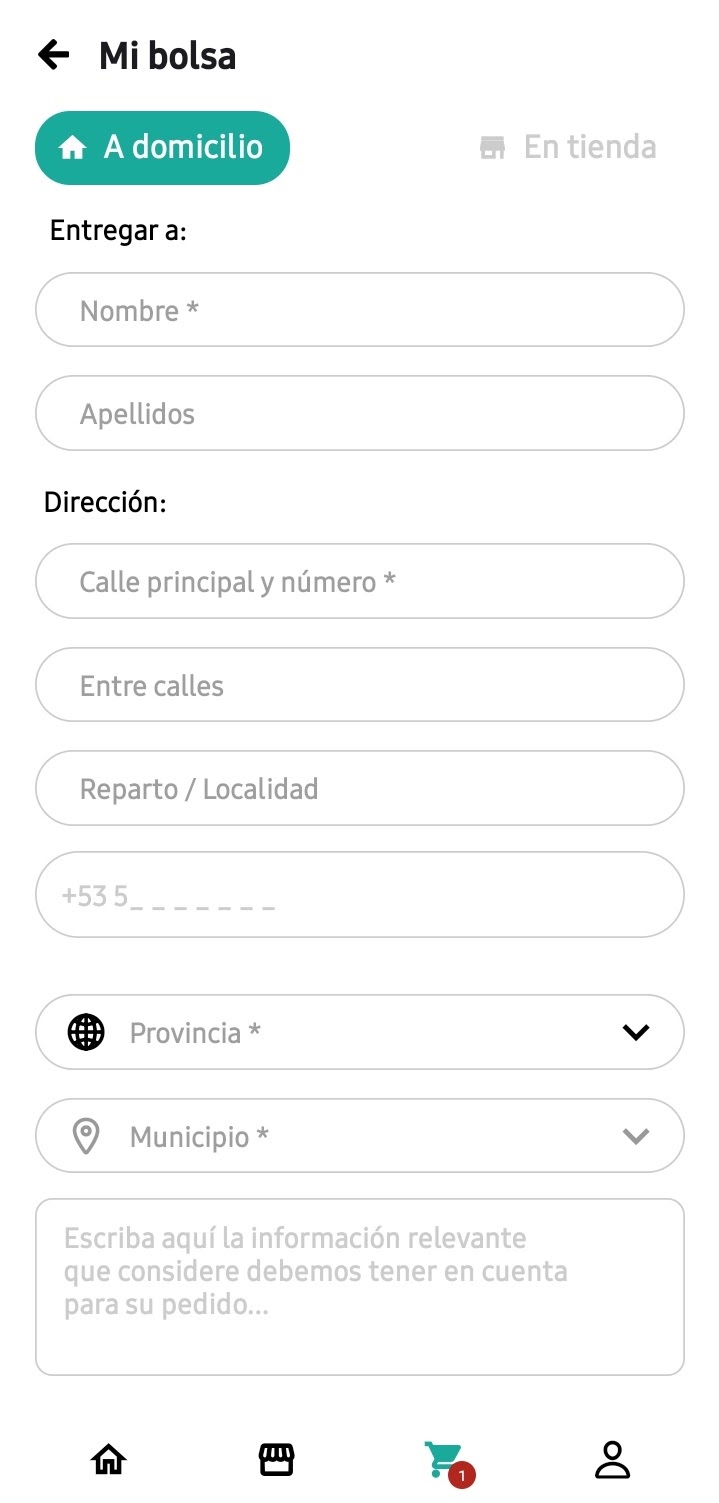 Mi bolsa
A domicilio
En tienda
Entregar a:
Nombre *
Apellidos
Dirección:
Calle principal y número *
Entre calles
Reparto / Localidad
+53 5_ _ _ _ _ _ _
Provincia *
Municipio *
Escriba aquí la información relevante
que considere debemos tener en cuenta
para su pedido...
1